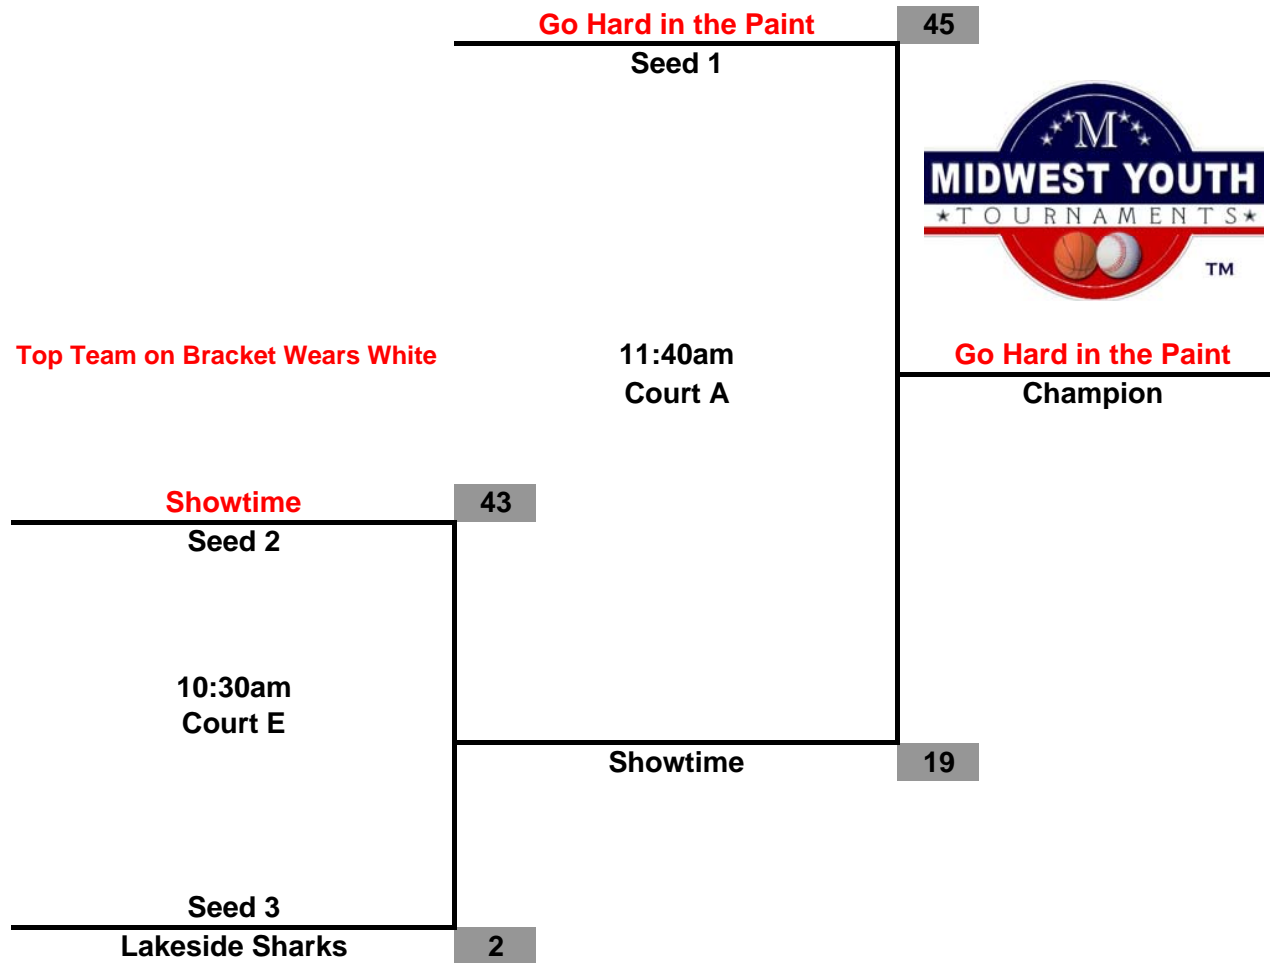 Go Hard in the Paint 45
Seed 1
M
MIDWEST YOUTH
TOURNAMENTS
TM
Top Team on Bracket Wears White
11:40am
Court A
Go Hard in the Paint
Champion
Showtime 43
Seed 2
10:30am
Court E
Showtime 19
Seed 3
Lakeside Sharks 2